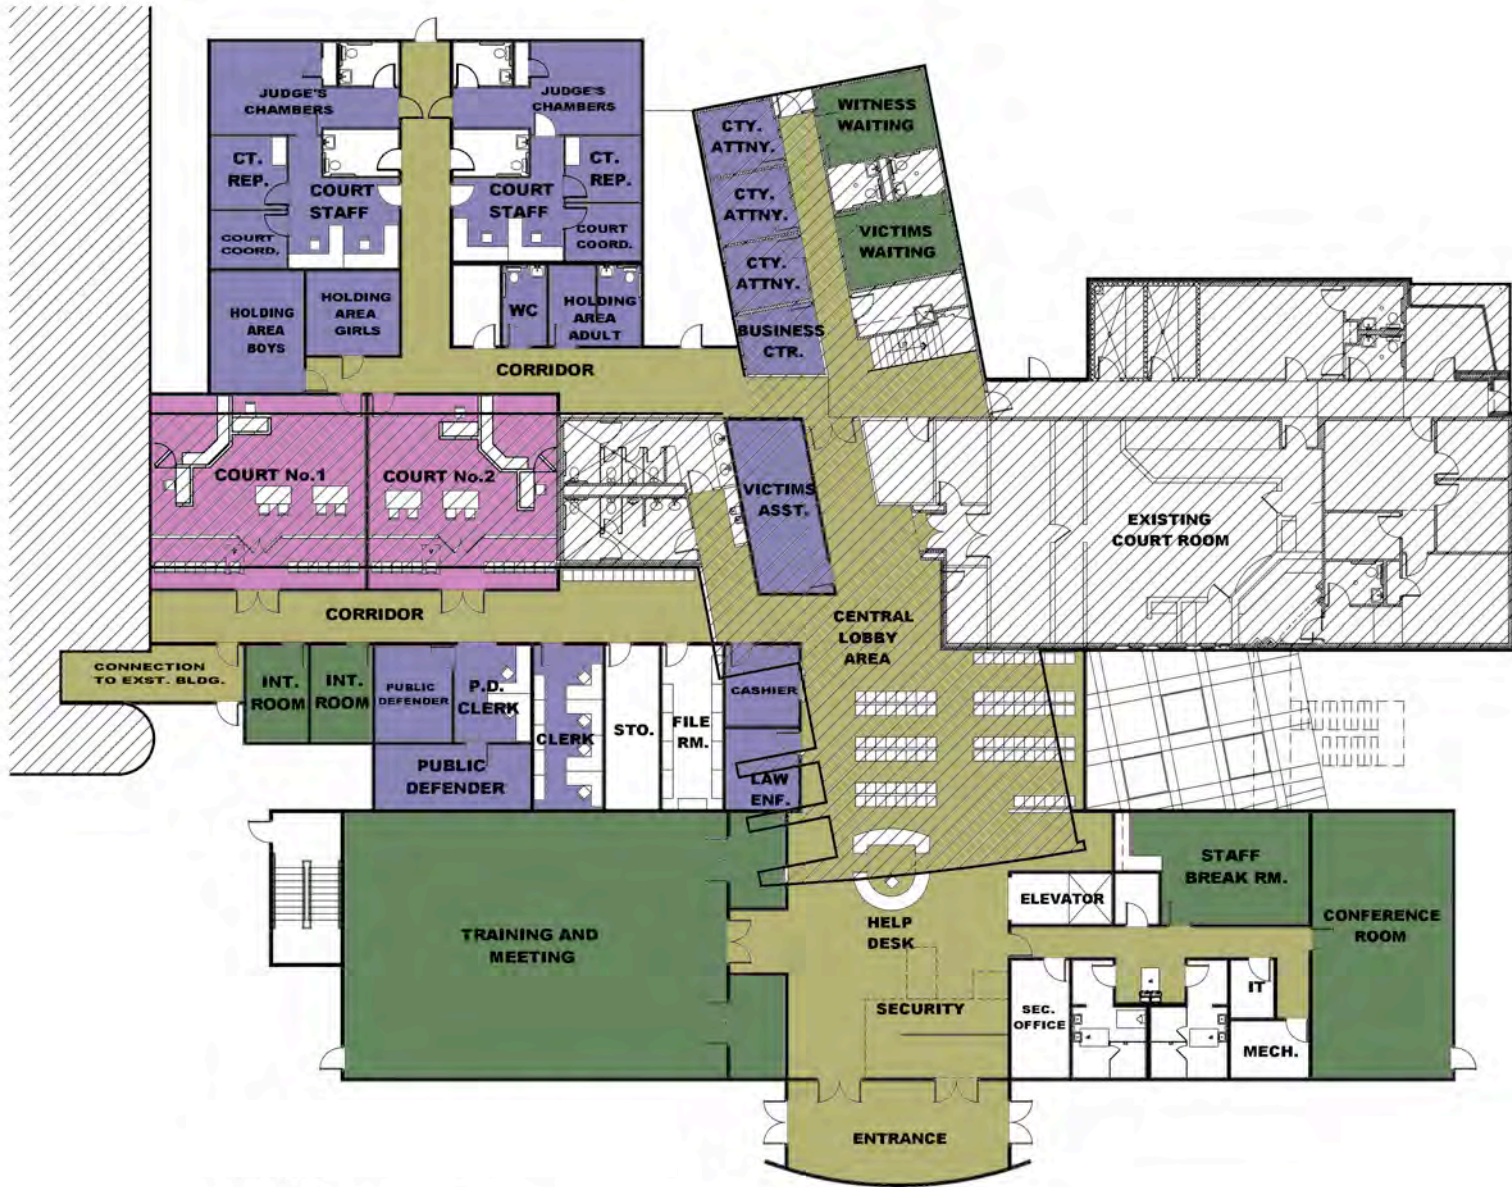 JUDGE'S
CHAMBERS
JUDGE'S
CHAMBERS
CT.
REP.
COURT
STAFF
COURT
COORD.
COURT
STAFF
CT.
REP.
COURT
COORD.
HOLDING
AREA
BOYS
HOLDING
AREA
GIRLS
WC
HOLDING
AREA
ADULT
CTY.
ATTNY.
CTY.
ATTNY.
CTY.
ATTNY.
BUSINESS
CTR.
WITNESS
WAITING
VICTIMS
WAITING
CORRIDOR
COURT No.1
COURT No.2
VICTIMS
ASST.
EXISTING
COURT ROOM
CORRIDOR
CENTRAL
LOBBY
AREA
CONNECTION
TO EXST. BLDG.
INT.
ROOM
INT.
ROOM
PUBLIC
DEFENDER
P.D.
CLERK
PUBLIC
DEFENDER
CLERK
STO.
FILE
RM.
CASHIER
LAW
ENF.
TRAINING AND
MEETING
HELP
DESK
SECURITY
ELEVATOR
STAFF
BREAK RM.
CONFERENCE
ROOM
SEC.
OFFICE
IT
MECH.
ENTRANCE